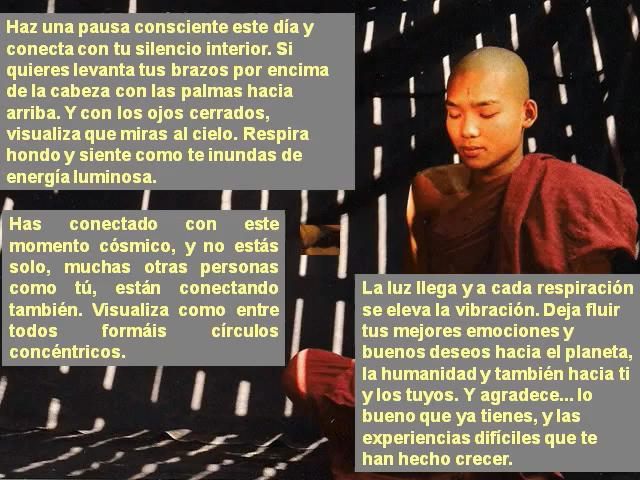 Haz una pausa consciente este día y
conecta con tu silencio interior. Si
quieres levanta tus brazos por encima
de la cabeza con las palmas hacia
arriba. Y con los ojos cerrados,
visualiza que miras al cielo. Respira
hondo y siente como te inundas de
energía luminosa.
Has conectado con este
momento cósmico, y no estás
solo, muchas otras personas
como tú, están conectando
también. Visualiza como entre
todos formáis círculos
concéntricos.
La luz llega y a cada respiración
se eleva la vibración. Deja fluir
tus mejores emociones y
buenos deseos hacia el planeta,
la humanidad y también hacia ti
y los tuyos. Y agradece... lo
bueno que ya tienes, y las
experiencias difíciles que te
han hecho crecer.